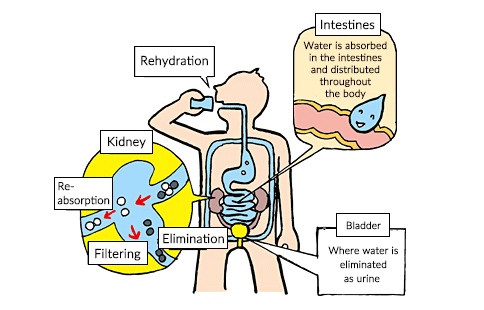 Intestines
Water is absorbed
in the intestines
and distributed
throughout
the body
Rehydration
Kidney
Re-
absorption
Filtering
Elimination
Bladder
Where water is
eliminated
as urine